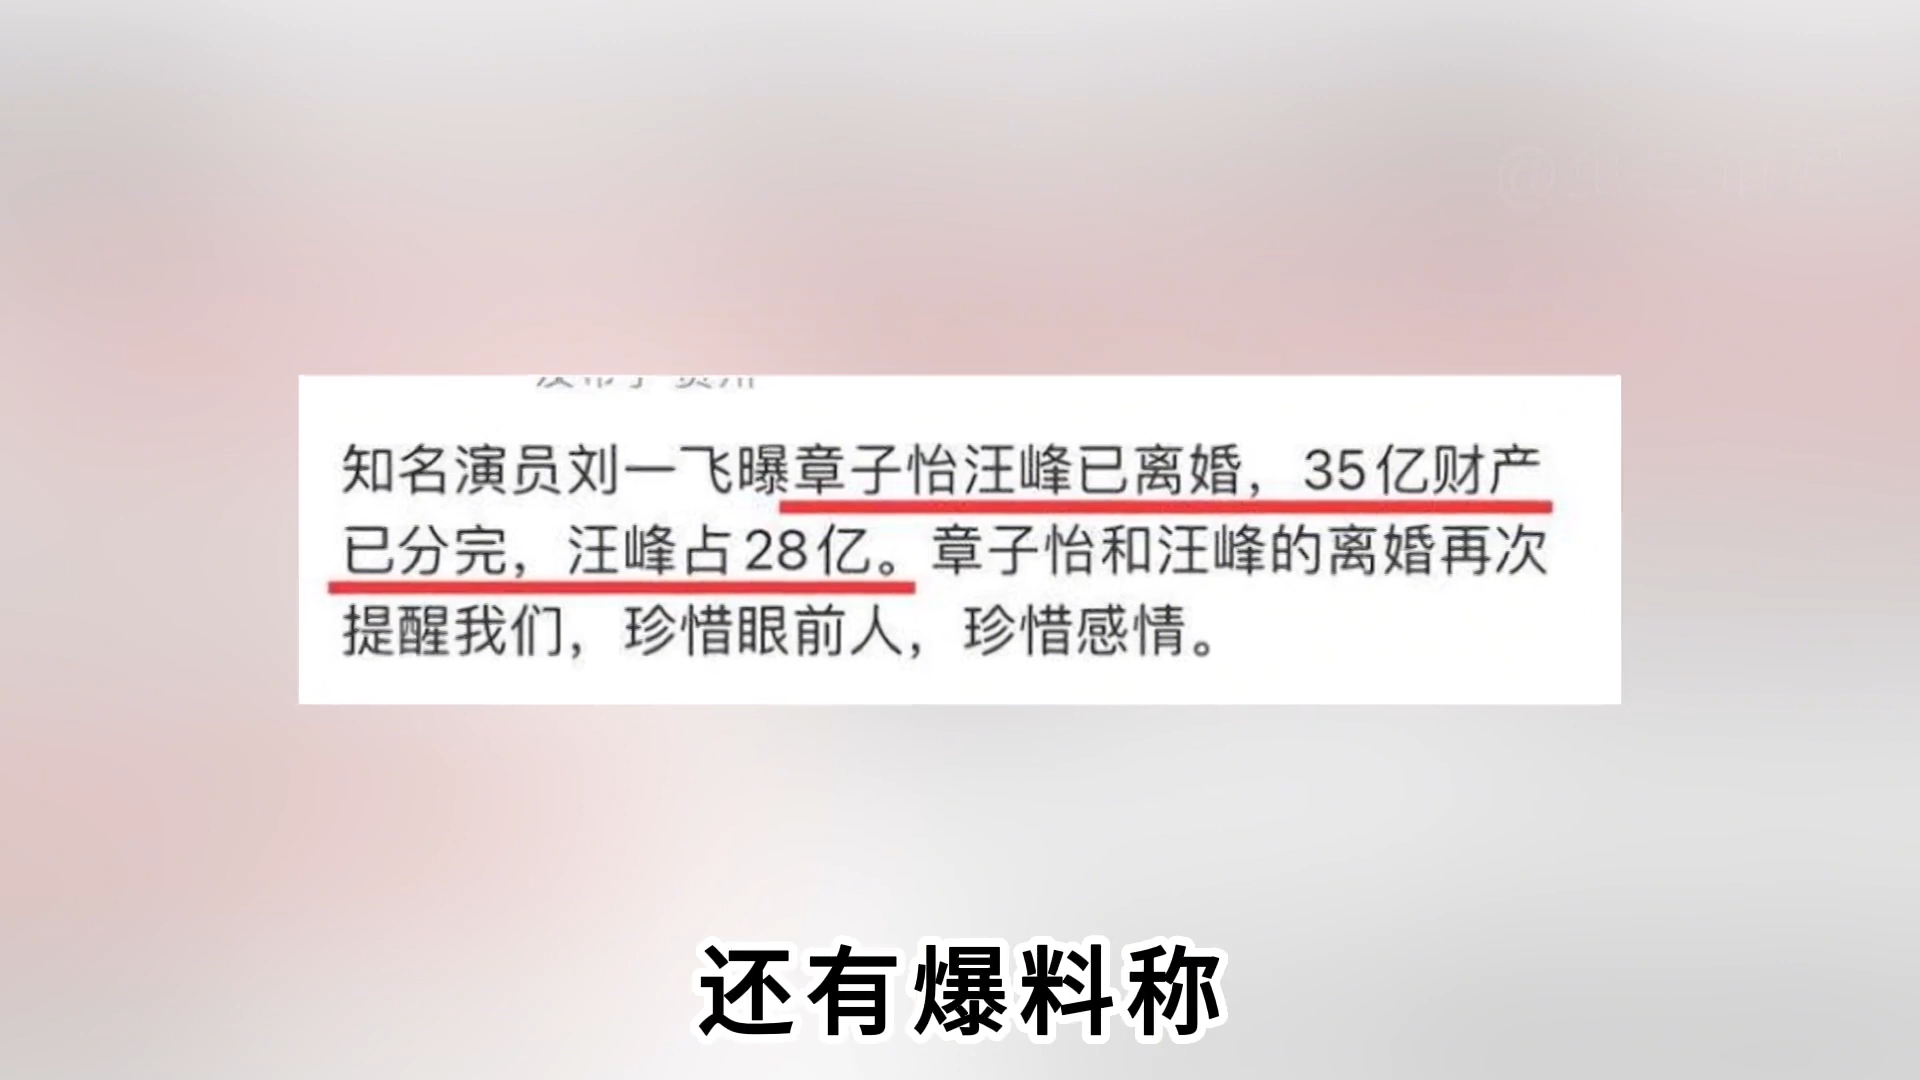 知名演员刘一飞曝章子怡汪峰已离婚，35亿财产
已分完，汪峰占28亿。章子怡和汪峰的离婚再次
提醒我们，珍惜眼前人，珍惜感情。
还有爆料称